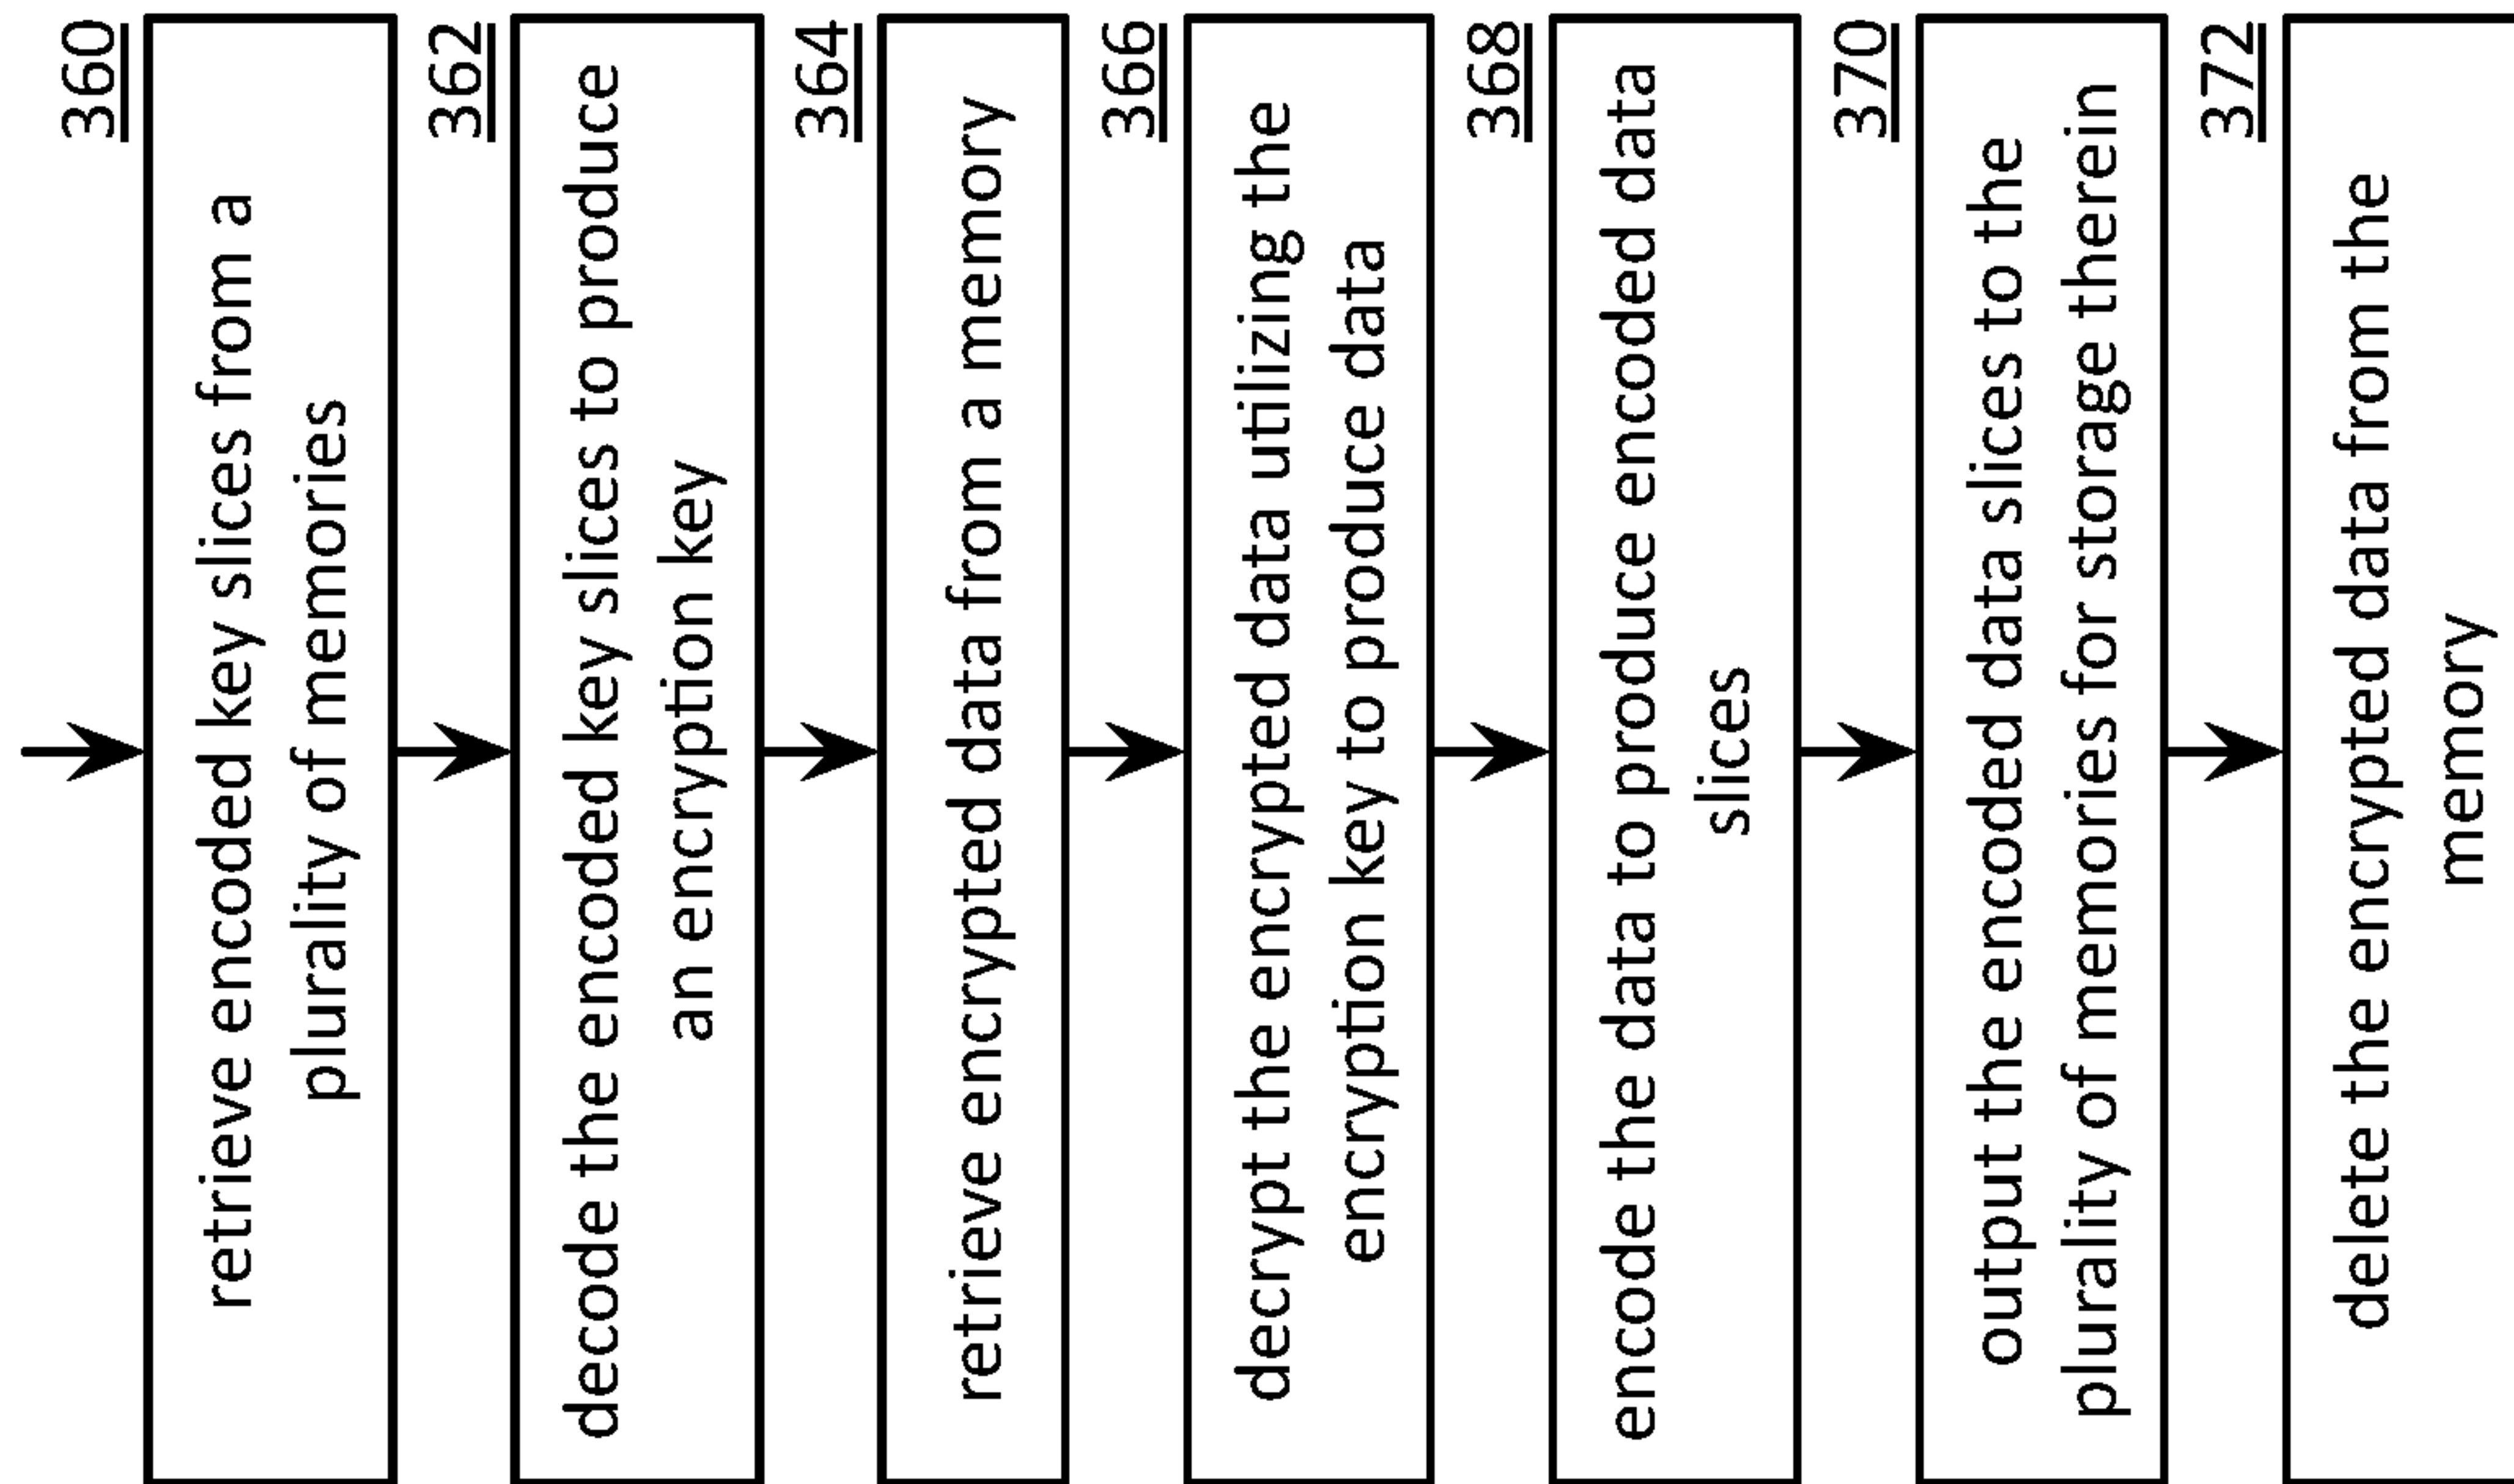 360
retrieve encoded key slices from a
plurality of memories
362
decode the encoded key slices to produce
an encryption key
364
retrieve encrypted data from a memory
366
decrypt the encrypted data utilizing the
encryption key to produce data
368
encode the data to produce encoded data
slices
370
output the encoded data slices to the
plurality of memories for storage therein
372
delete the encrypted data from the
memory